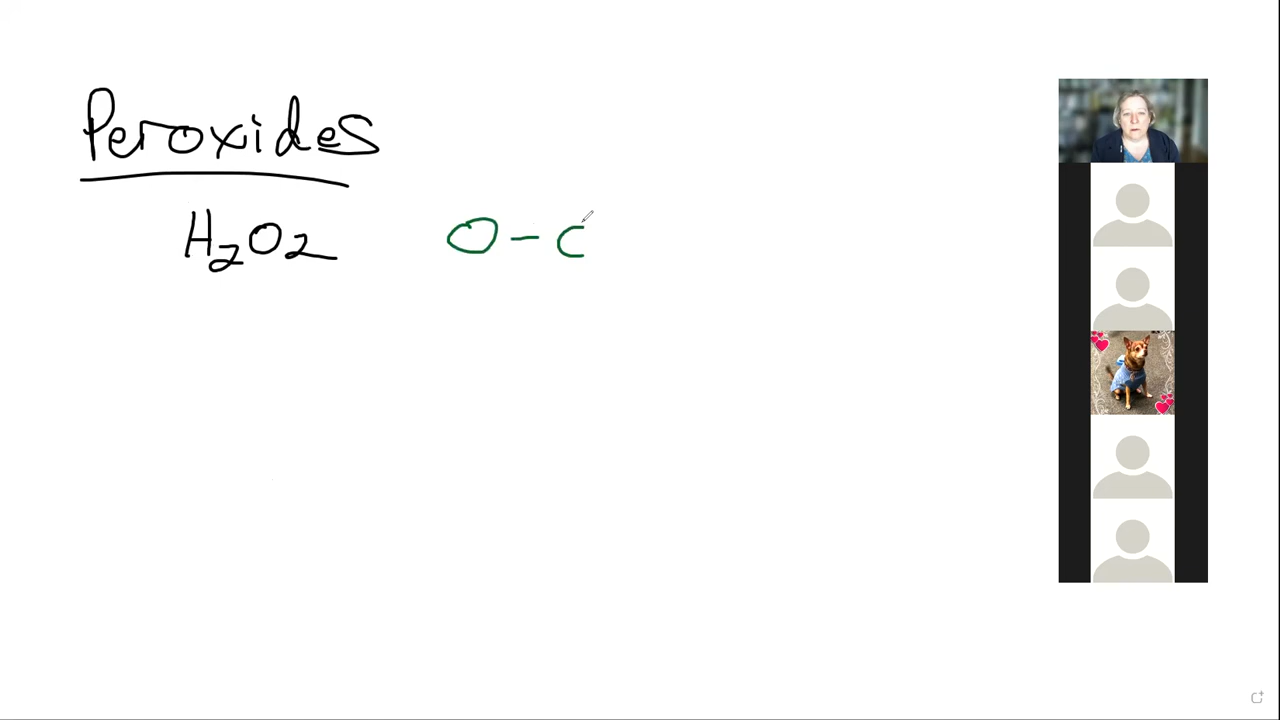 Peroxides
H₂O₂ O - C